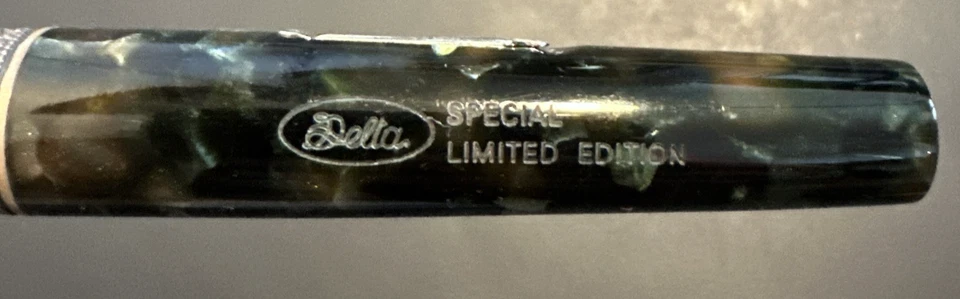 Delta
SPECIAL
LIMITED EDITION